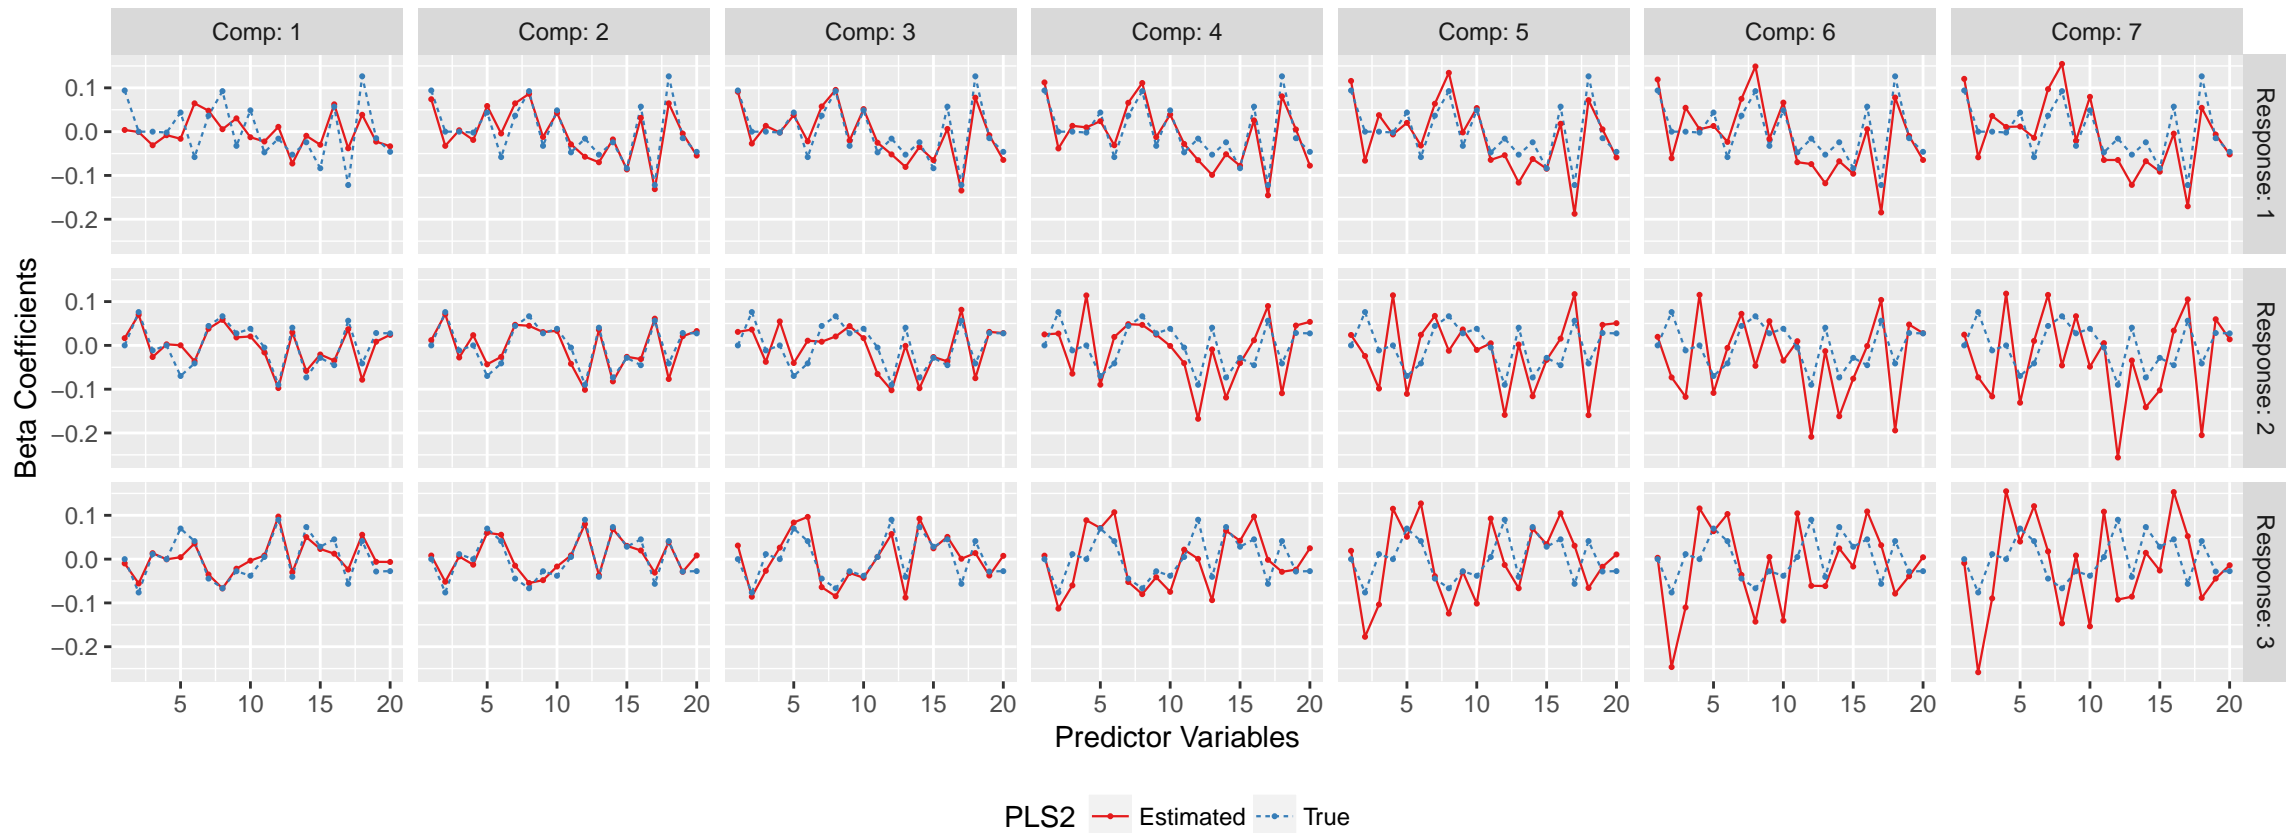 Comp: 1 Comp: 2 Comp: 3 Comp: 4 Comp: 5 Comp: 6 Comp: 7
Beta Coefficients
0.1
0.0
−0.1
−0.2
Response: 1
0.1
0.0
−0.1
−0.2
Response: 2
0.1
0.0
−0.1
−0.2
Response: 3
5 10 15 20 5 10 15 20 5 10 15 20 5 10 15 20 5 10 15 20 5 10 15 20 5 10 15 20
Predictor Variables
PLS2 Estimated True